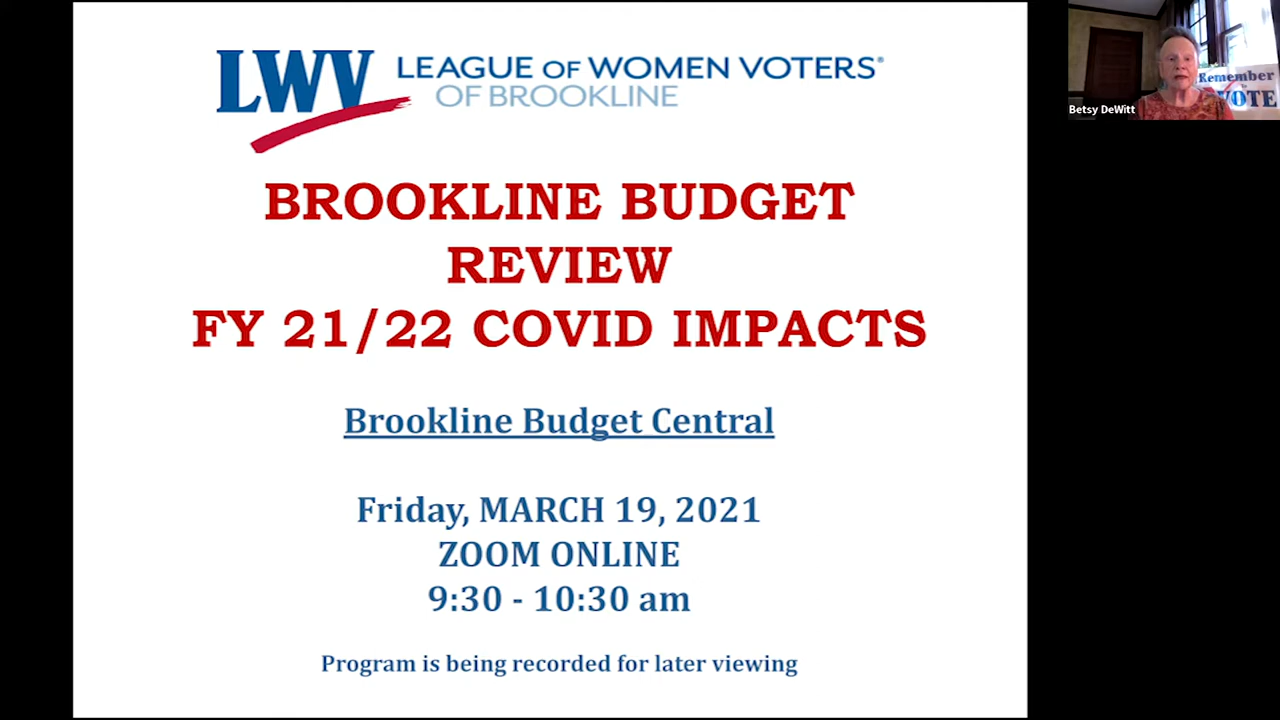 LWV LEAGUE OF WOMEN VOTERS®
OF BROOKLINE
BROOKLINE BUDGET
REVIEW
FY 21/22 COVID IMPACTS
Brookline Budget Central
Friday, MARCH 19, 2021
ZOOM ONLINE
9:30 - 10:30 am
Program is being recorded for later viewing
Remember
VOTE
Betsy DeWitt